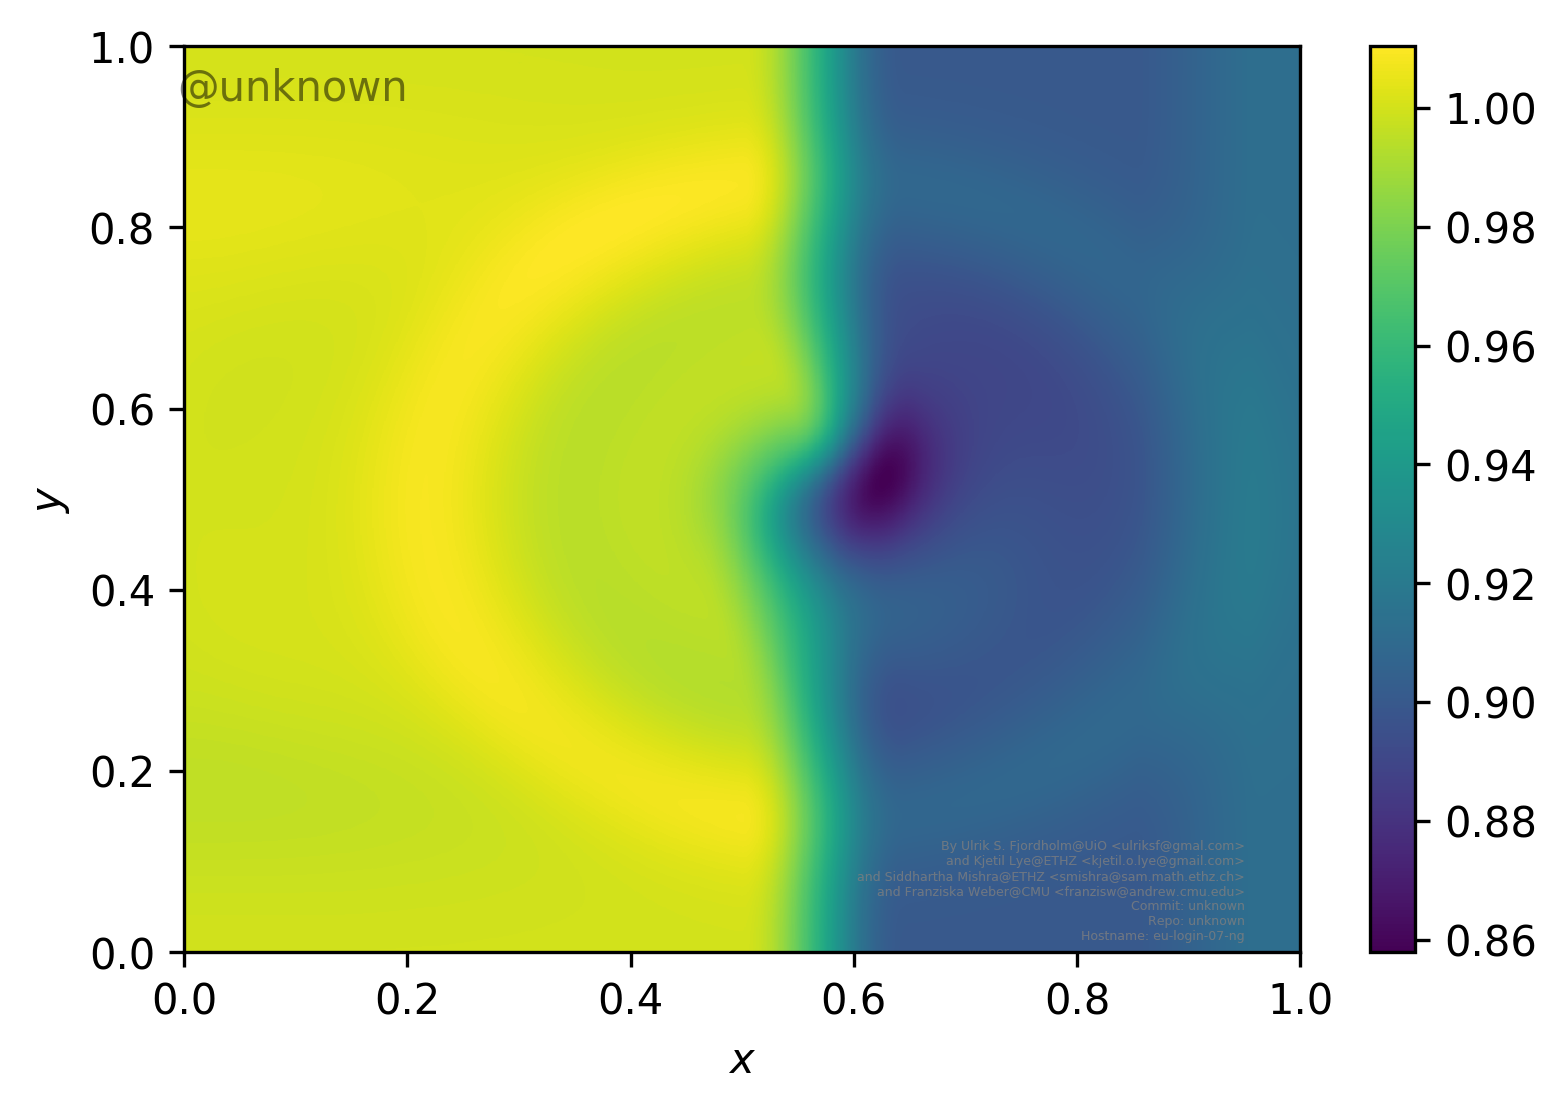 @unknown
1.0
0.8
0.6
0.4
0.2
0.0
y
0.0 0.2 0.4 0.6 0.8 1.0
x
1.00
0.98
0.96
0.94
0.92
0.90
0.88
0.86
By Ulrik S. Fjordholm@UiO <ulriksf@gmal.com>
and Kjetil Lye@ETHZ <kjetil.o.lye@gmail.com>
and Siddhartha Mishra@ETHZ <smishra@sam.math.ethz.ch>
and Franziska Weber@CMU <franzisw@andrew.cmu.edu>
Commit: unknown
Repo: unknown
Hostname: eu-login-07-ng